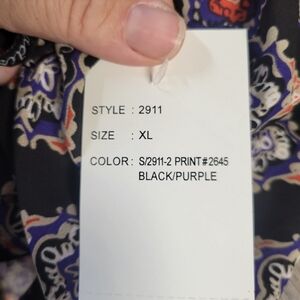 STYLE : 2911
SIZE : XL
COLOR : S/2911-2 PRINT#2645
BLACK/PURPLE